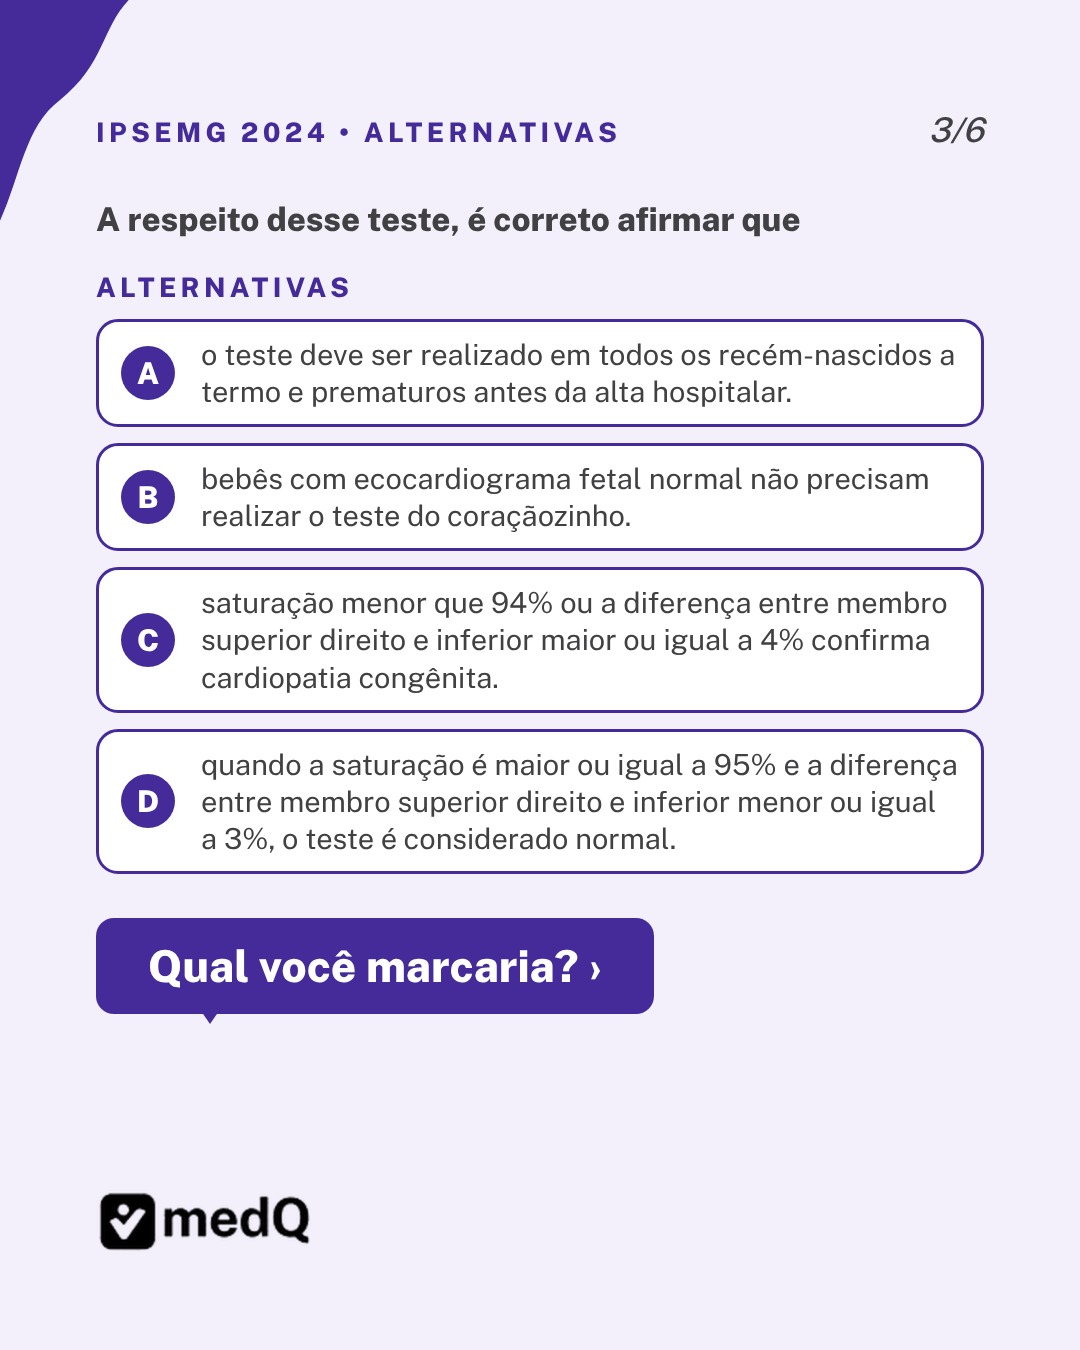 IPSEMG 2024 • ALTERNATIVAS
3/6
A respeito desse teste, é correto afirmar que
ALTERNATIVAS
A
o teste deve ser realizado em todos os recém-nascidos a
termo e prematuros antes da alta hospitalar.
B
bebês com ecocardiograma fetal normal não precisam
realizar o teste do coraçãozinho.
C
saturação menor que 94% ou a diferença entre membro
superior direito e inferior maior ou igual a 4% confirma
cardiopatia congênita.
D
quando a saturação é maior ou igual a 95% e a diferença
entre membro superior direito e inferior menor ou igual
a 3%, o teste é considerado normal.
Qual você marcaria? ›
medQ